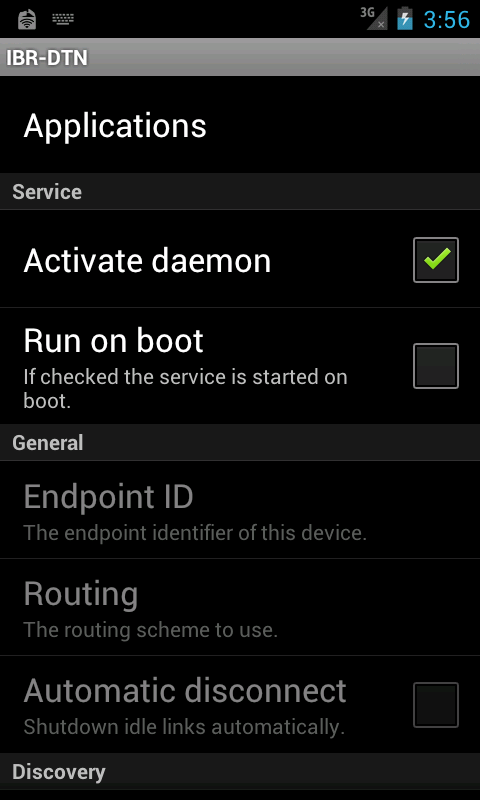 3G
3:56
IBR-DTN
Applications
Service
Activate daemon
Run on boot
If checked the service is started on
boot.
General
Endpoint ID
The endpoint identifier of this device.
Routing
The routing scheme to use.
Automatic disconnect
Shutdown idle links automatically.
Discovery